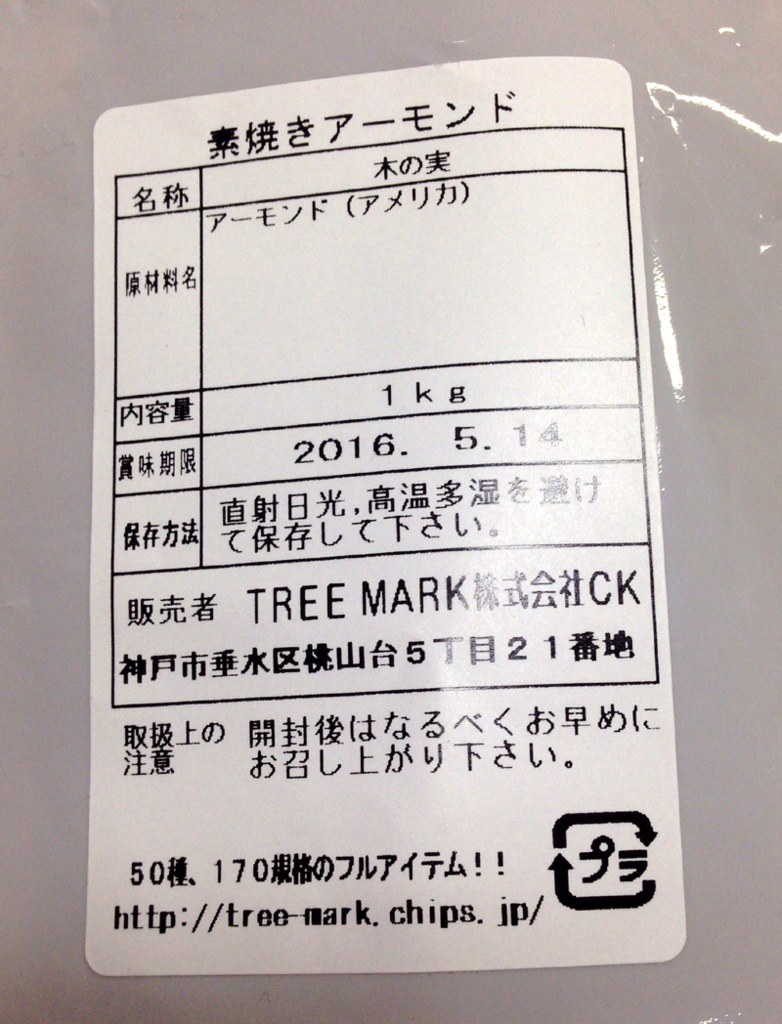 素焼きアーモンド
名称 木の実
原材料名 アーモンド(アメリカ)
内容量 1kg
賞味期限 2016. 5. 14
保存方法 直射日光,高温多湿を避け
て保存して下さい。
販売者 TREE MARK株式会社CK
神戸市垂水区桃山台5丁目21番地
取扱上の 開封後はなるべくお早めに
注意 お召し上がり下さい。
プラ
50種、170規格のフルアイテム!!
http://tree-mark.chips.jp/